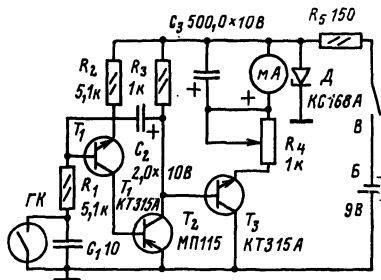 C₃ 500,0×10В
R₅ 150
R₂
5,1к
R₃
1к
мА
Д
КС168А
В
+
+
T₁
C₂
+
2,0×10В
R₄
1к
Б
9В
R₁
5,1к
T₁
КТ315А
ГК
C₁ 10
T₂
МП115
T₃
КТ315А